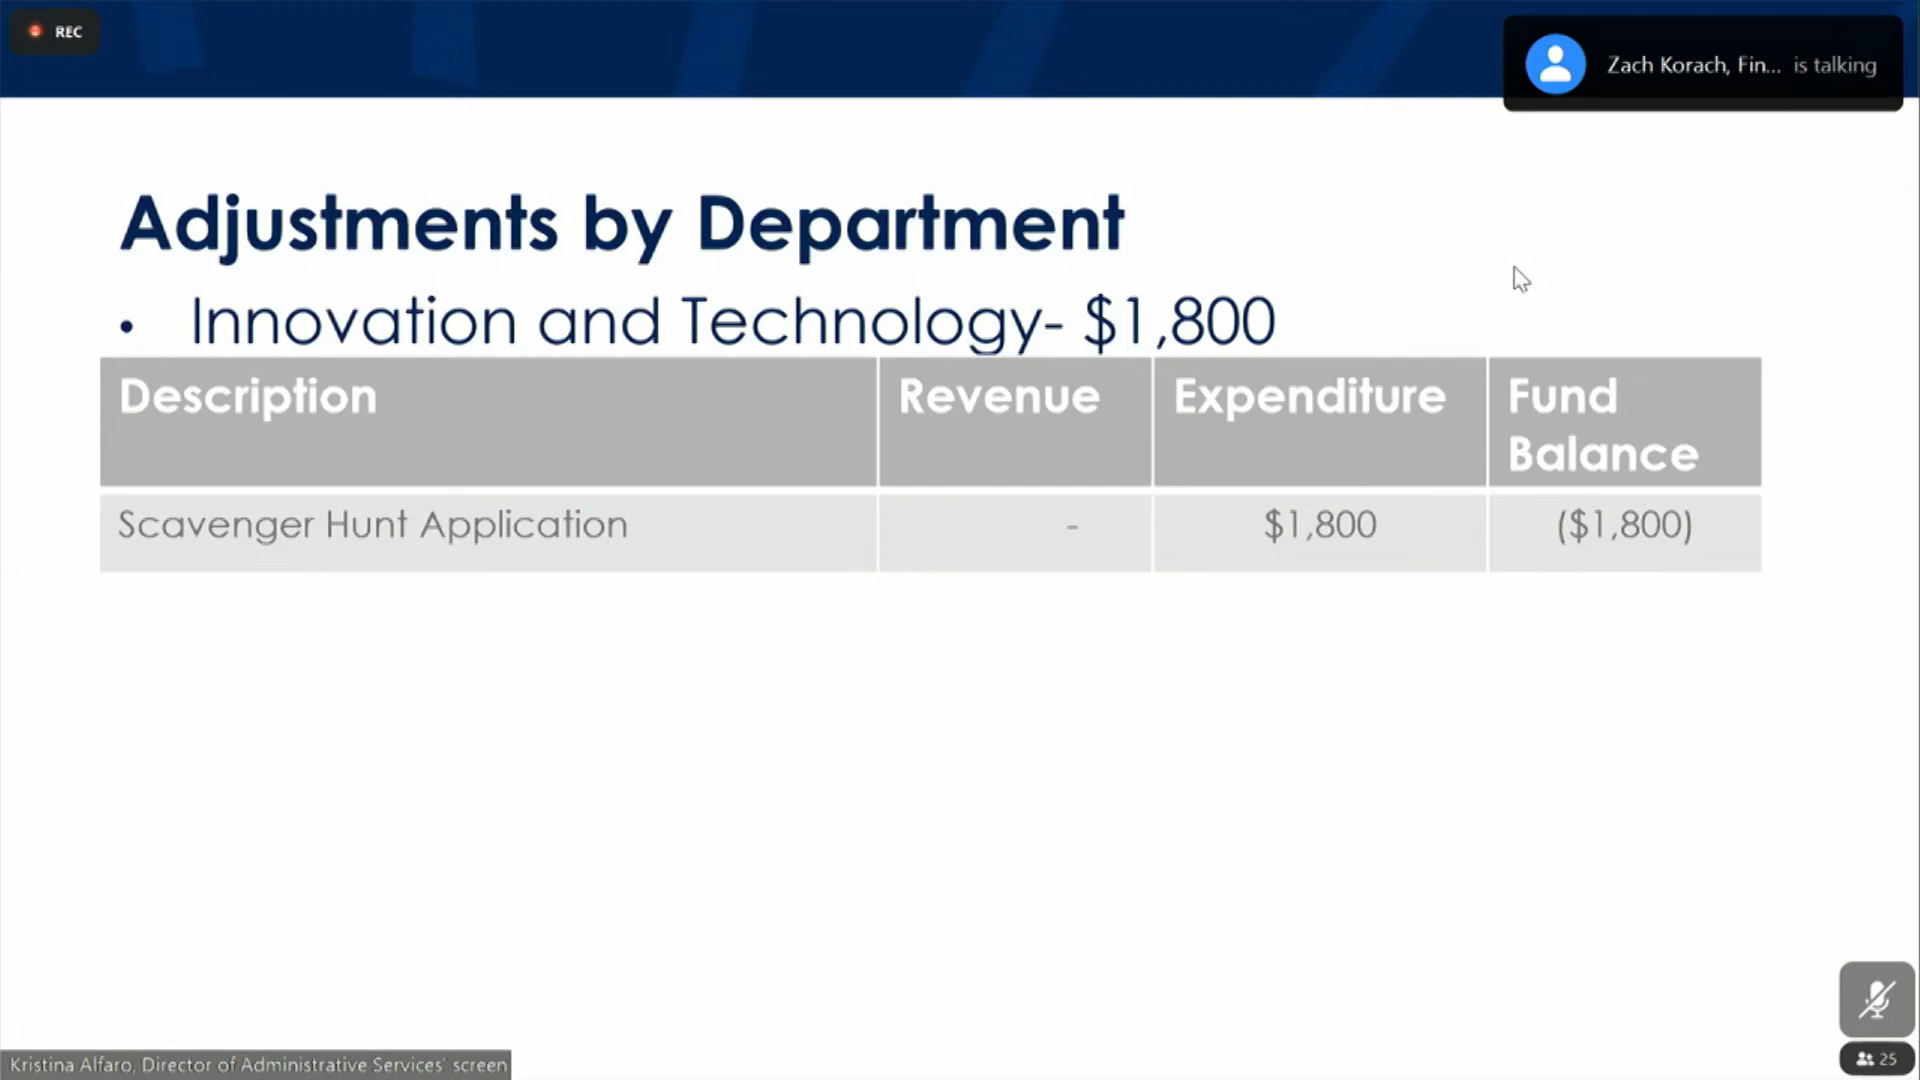 REC
Zach Korach, Fin... is talking
Adjustments by Department
• Innovation and Technology- $1,800
Description Revenue Expenditure Fund Balance
Scavenger Hunt Application - $1,800 ($1,800)
Kristina Alfaro, Director of Administrative Services' screen
25